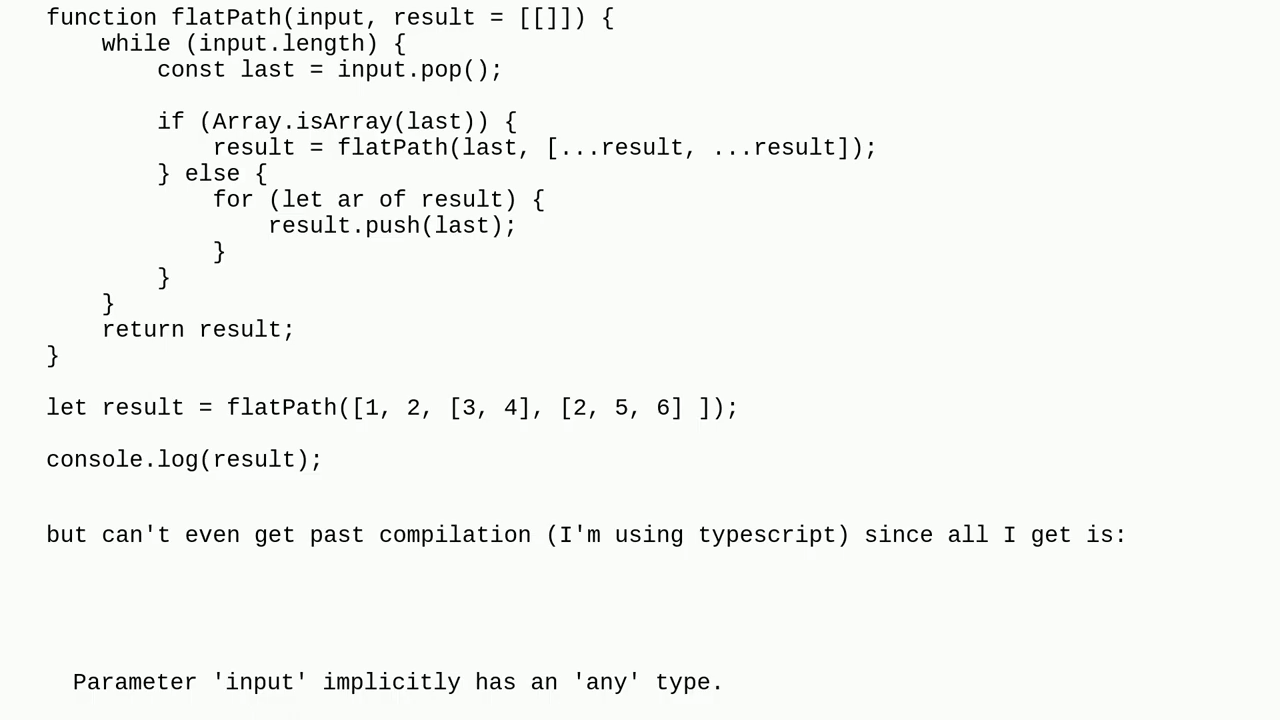 function flatPath(input, result = [[]]) {
    while (input.length) {
        const last = input.pop();

        if (Array.isArray(last)) {
            result = flatPath(last, [...result, ...result]);
        } else {
            for (let ar of result) {
                result.push(last);
            }
        }
    }
    return result;
}

let result = flatPath([1, 2, [3, 4], [2, 5, 6] ]);

console.log(result);

but can't even get past compilation (I'm using typescript) since all I get is:

Parameter 'input' implicitly has an 'any' type.